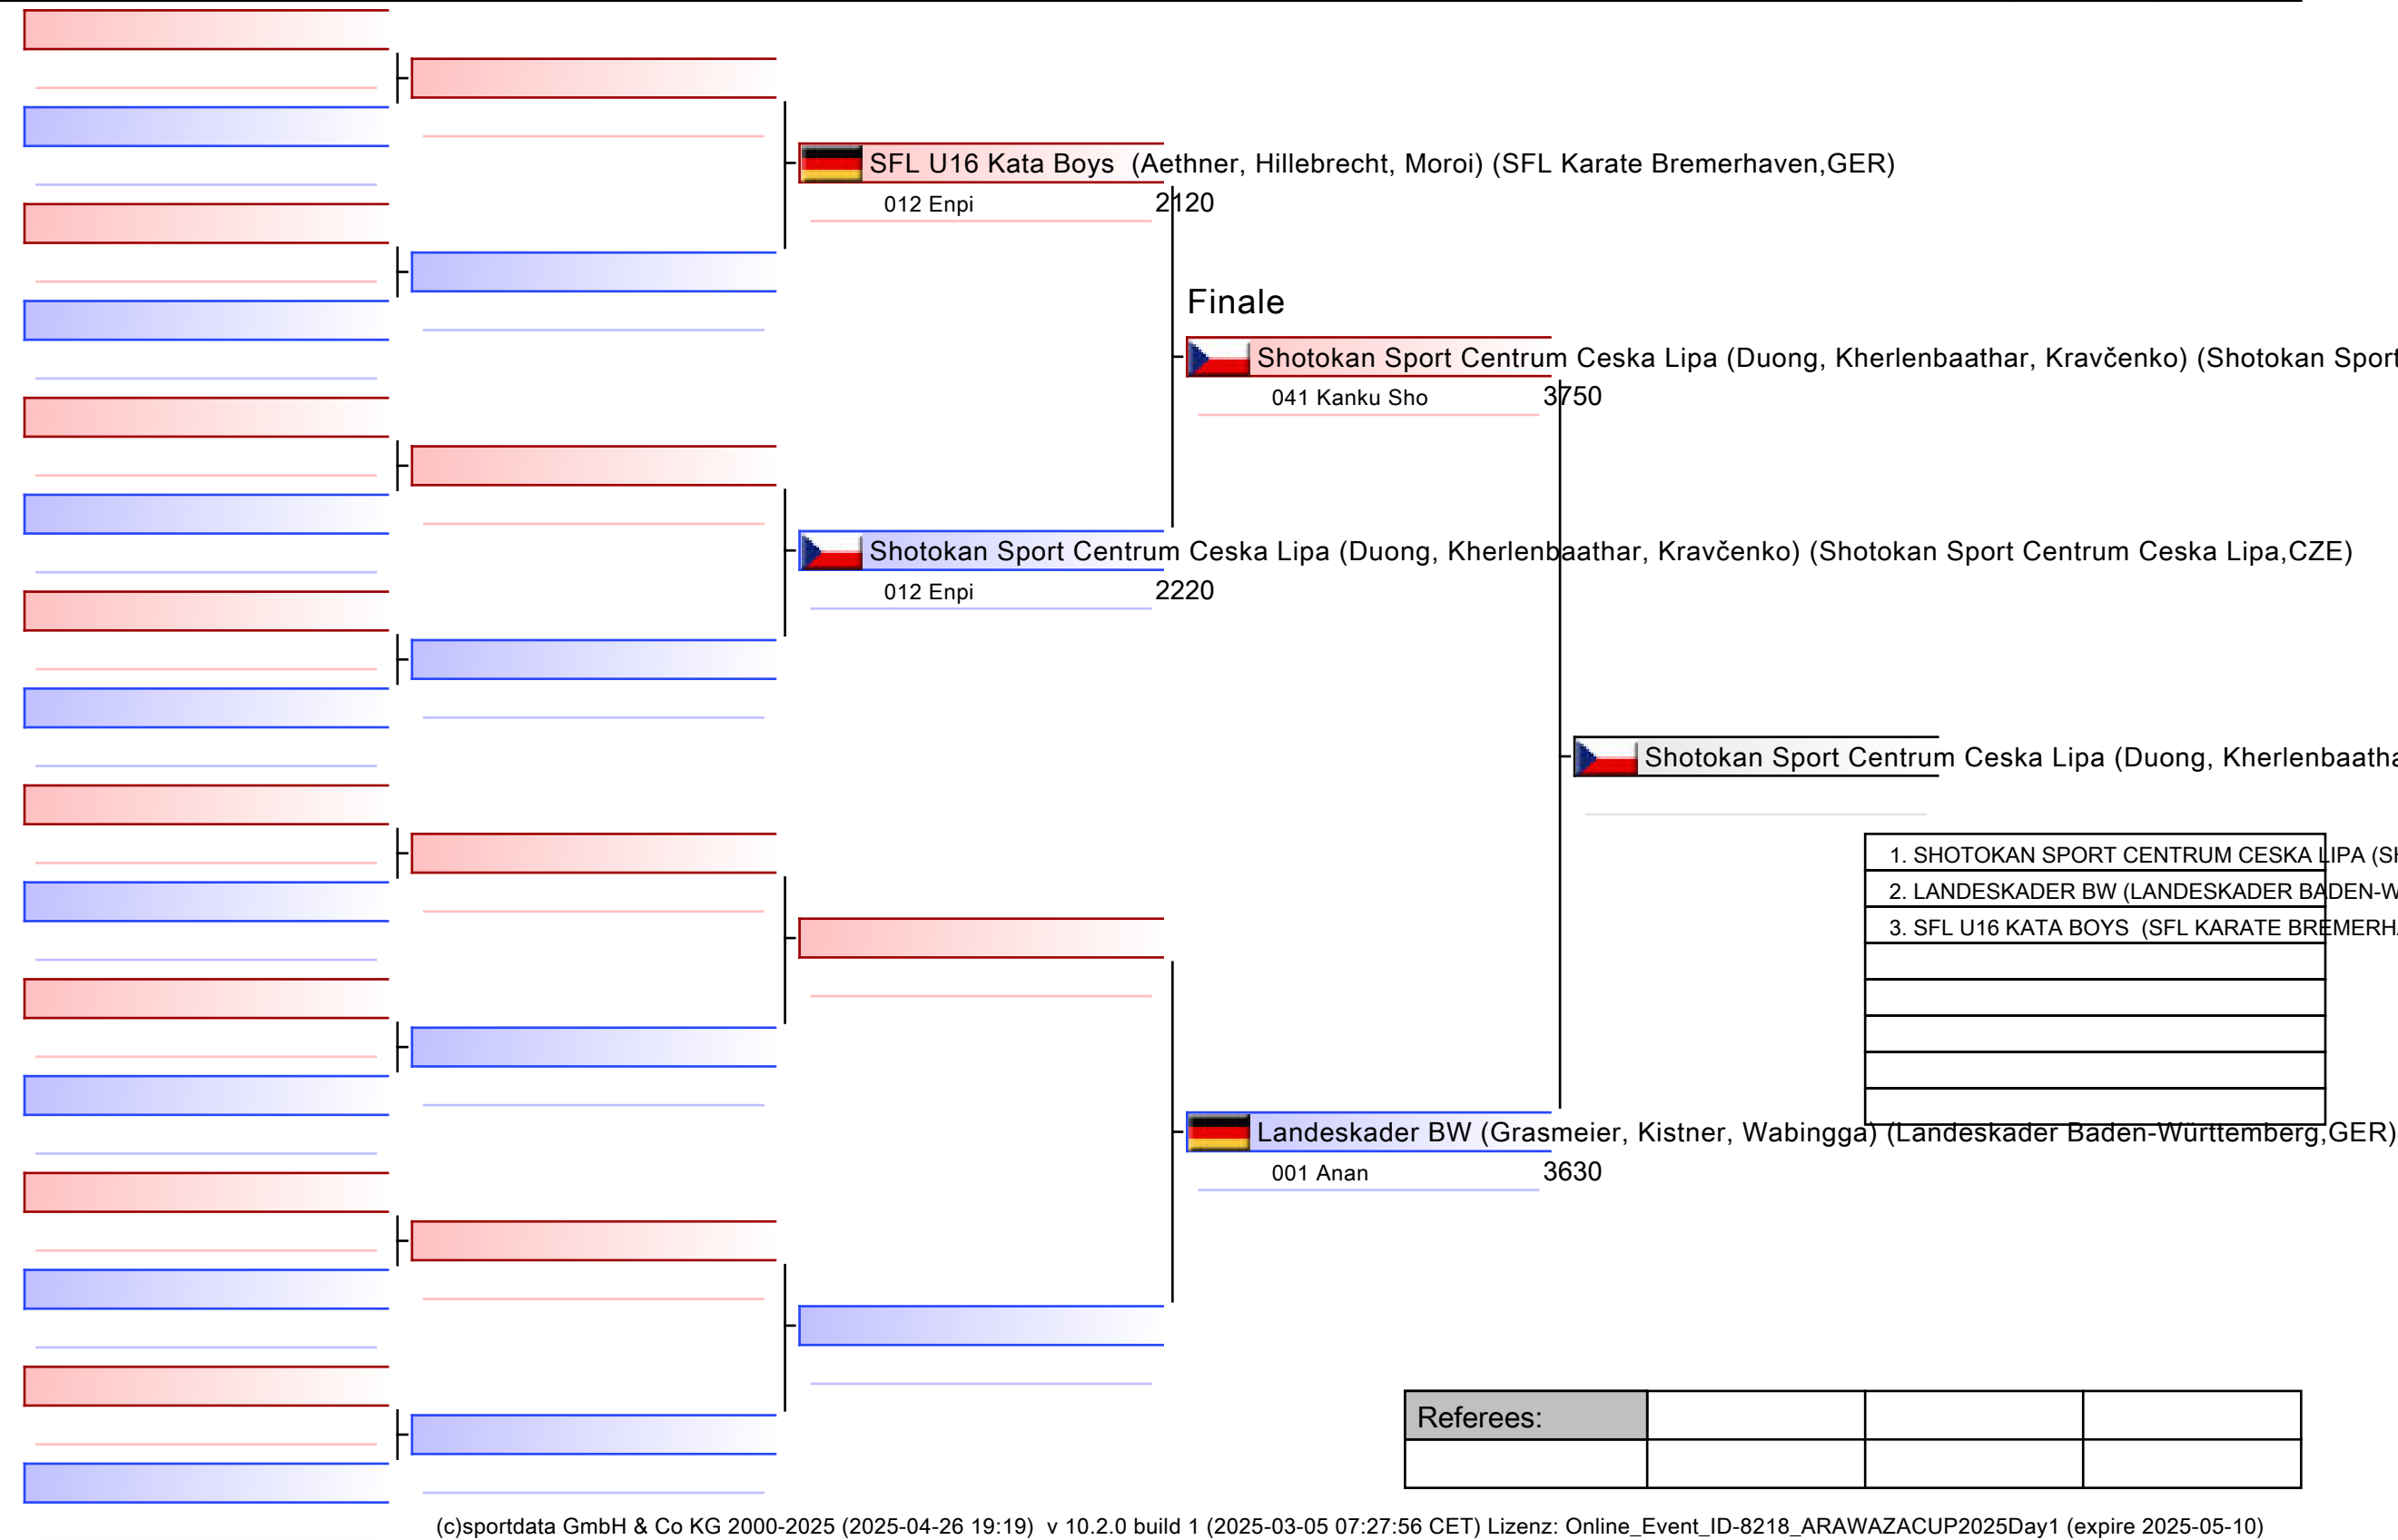 SFL U16 Kata Boys  (Aethner, Hillebrecht, Moroi) (SFL Karate Bremerhaven,GER)
012 Enpi 2120
Finale
Shotokan Sport Centrum Ceska Lipa (Duong, Kherlenbaathar, Kravčenko) (Shotokan Sport
041 Kanku Sho 3750
Shotokan Sport Centrum Ceska Lipa (Duong, Kherlenbaathar, Kravčenko) (Shotokan Sport Centrum Ceska Lipa,CZE)
012 Enpi 2220
Shotokan Sport Centrum Ceska Lipa (Duong, Kherlenbaatha
1. SHOTOKAN SPORT CENTRUM CESKA LIPA (SH
2. LANDESKADER BW (LANDESKADER BADEN-W
3. SFL U16 KATA BOYS  (SFL KARATE BREMERHA
Landeskader BW (Grasmeier, Kistner, Wabingga) (Landeskader Baden-Württemberg,GER)
001 Anan 3630
Referees:
(c)sportdata GmbH & Co KG 2000-2025 (2025-04-26 19:19)  v 10.2.0 build 1 (2025-03-05 07:27:56 CET) Lizenz: Online_Event_ID-8218_ARAWAZACUP2025Day1 (expire 2025-05-10)